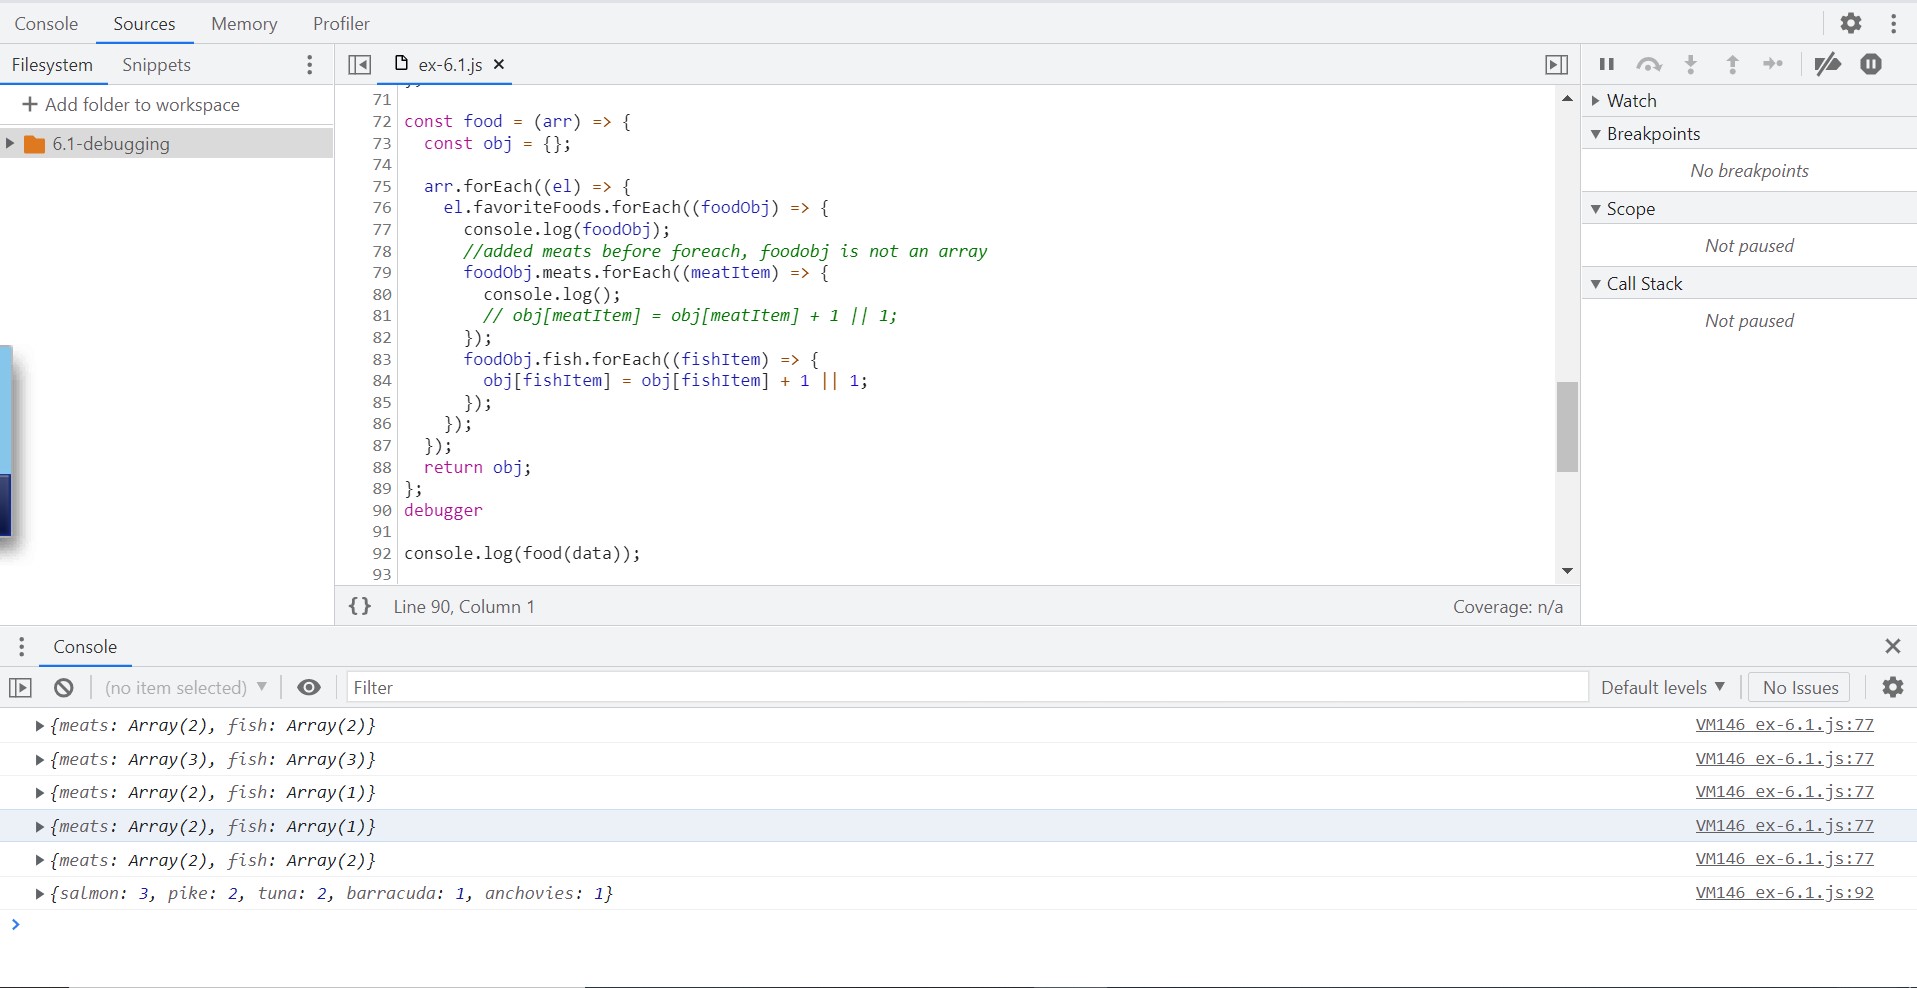 Console Sources Memory Profiler
Filesystem Snippets
ex-6.1.js ×
+ Add folder to workspace
6.1-debugging
71
72 const food = (arr) => {
73 const obj = {};
74
75 arr.forEach((el) => {
76 el.favoriteFoods.forEach((foodObj) => {
77 console.log(foodObj);
78 //added meats before foreach, foodobj is not an array
79 foodObj.meats.forEach((meatItem) => {
80 console.log();
81 // obj[meatItem] = obj[meatItem] + 1 || 1;
82 });
83 foodObj.fish.forEach((fishItem) => {
84 obj[fishItem] = obj[fishItem] + 1 || 1;
85 });
86 });
87 });
88 return obj;
89 };
90 debugger
91
92 console.log(food(data));
93
{} Line 90, Column 1 Coverage: n/a
Watch
Breakpoints
No breakpoints
Scope
Not paused
Call Stack
Not paused
Console
(no item selected) Filter Default levels No Issues
{meats: Array(2), fish: Array(2)} VM146 ex-6.1.js:77
{meats: Array(3), fish: Array(3)} VM146 ex-6.1.js:77
{meats: Array(2), fish: Array(1)} VM146 ex-6.1.js:77
{meats: Array(2), fish: Array(1)} VM146 ex-6.1.js:77
{meats: Array(2), fish: Array(2)} VM146 ex-6.1.js:77
{salmon: 3, pike: 2, tuna: 2, barracuda: 1, anchovies: 1} VM146 ex-6.1.js:92
>